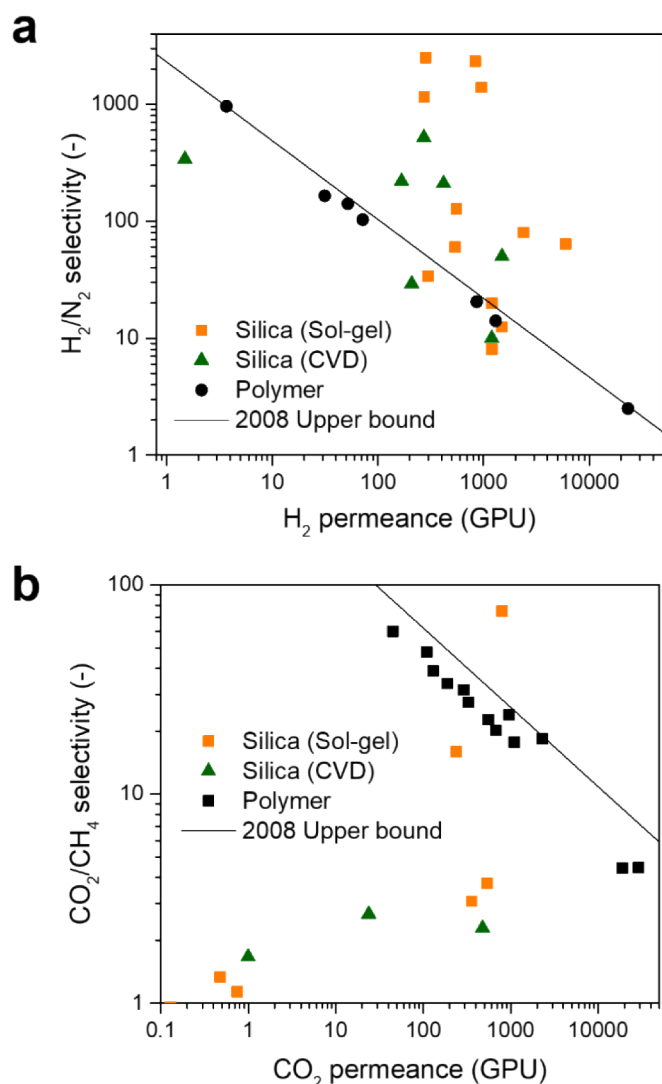 a
H₂/N₂ selectivity (-)
1000
100
10
1
Silica (Sol-gel)
Silica (CVD)
Polymer
2008 Upper bound
1 10 100 1000 10000
H₂ permeance (GPU)
b
CO₂/CH₄ selectivity (-)
100
10
1
Silica (Sol-gel)
Silica (CVD)
Polymer
2008 Upper bound
0.1 1 10 100 1000 10000
CO₂ permeance (GPU)